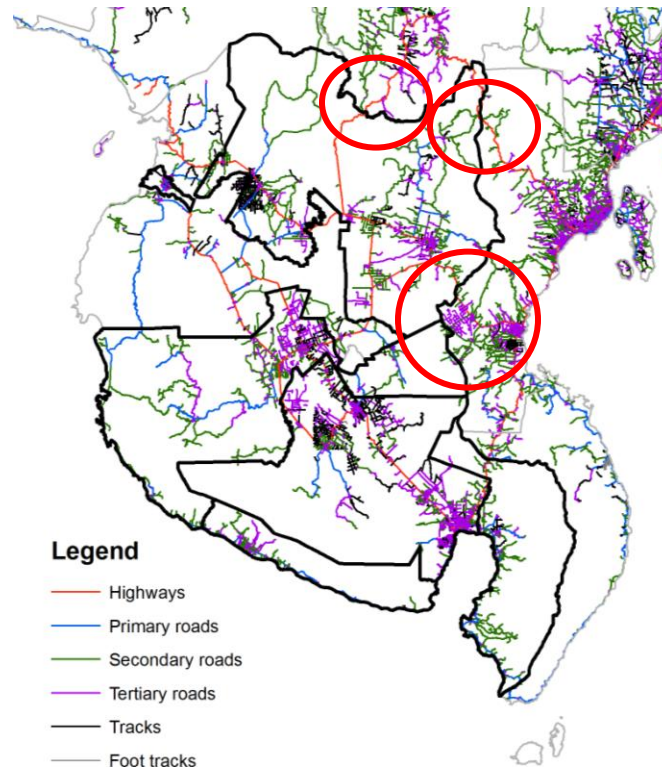 Legend
Highways
Primary roads
Secondary roads
Tertiary roads
Tracks
Foot tracks